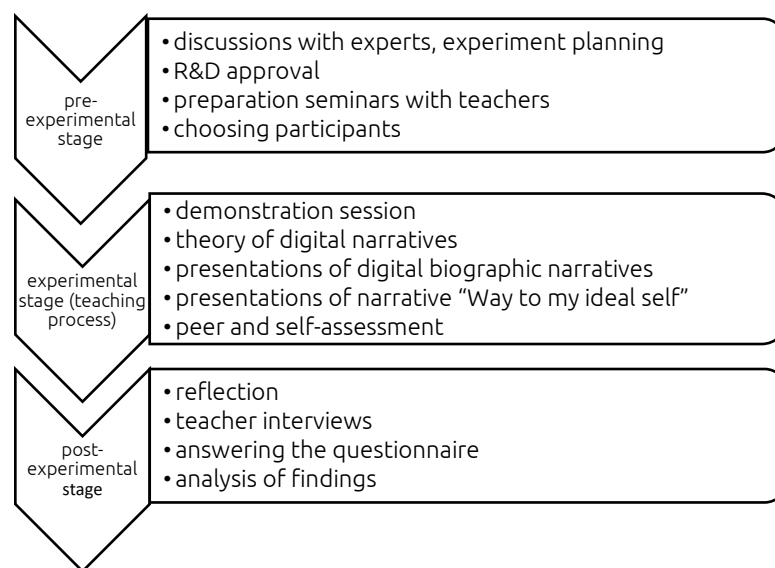 pre-
experimental
stage
• discussions with experts, experiment planning
• R&D approval
• preparation seminars with teachers
• choosing participants
experimental
stage (teaching
process)
• demonstration session
• theory of digital narratives
• presentations of digital biographic narratives
• presentations of narrative “Way to my ideal self”
• peer and self-assessment
post-
experimental
stage
• reflection
• teacher interviews
• answering the questionnaire
• analysis of findings